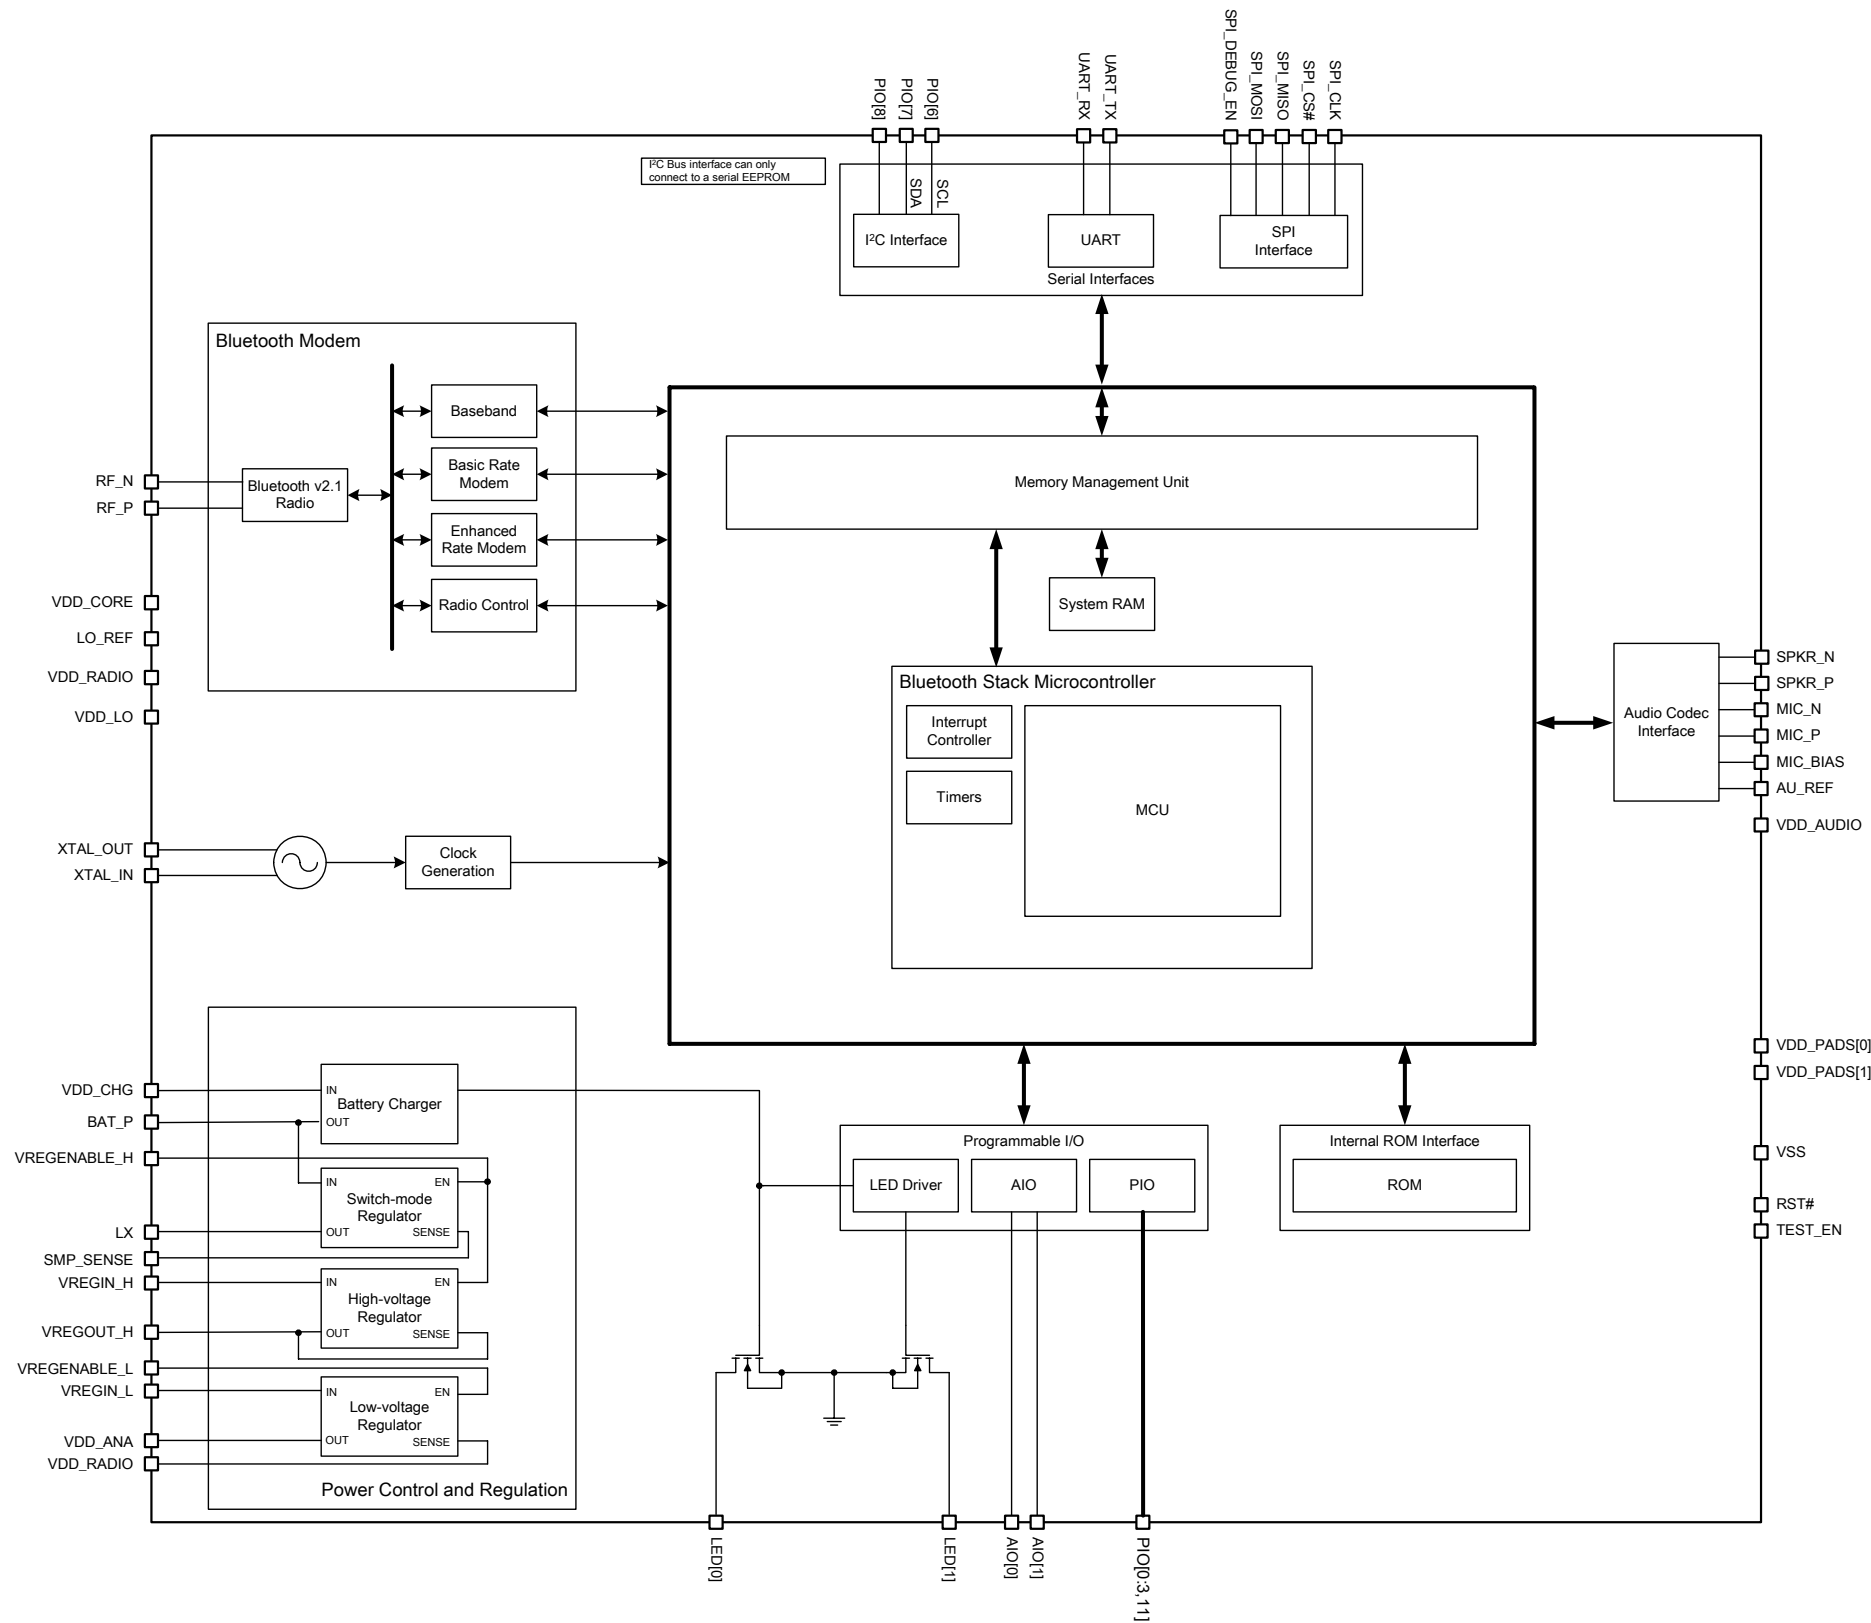 SPI_DEBUG_EN
SPI_MOSI
SPI_MISO
SPI_CS#
SPI_CLK
UART_RX
UART_TX
PIO[8]
PIO[7]
PIO[6]
I²C Bus interface can only
connect to a serial EEPROM
SDA
SCL
I²C Interface
UART
SPI
Interface
Serial Interfaces
Bluetooth Modem
Baseband
Basic Rate
Modem
Enhanced
Rate Modem
Radio Control
Bluetooth v2.1
Radio
RF_N
RF_P
VDD_CORE
LO_REF
VDD_RADIO
VDD_LO
Memory Management Unit
System RAM
Bluetooth Stack Microcontroller
Interrupt
Controller
Timers
MCU
Audio Codec
Interface
SPKR_N
SPKR_P
MIC_N
MIC_P
MIC_BIAS
AU_REF
VDD_AUDIO
XTAL_OUT
XTAL_IN
Clock
Generation
VDD_PADS[0]
VDD_PADS[1]
VSS
RST#
TEST_EN
VDD_CHG
BAT_P
VREGENABLE_H
LX
SMP_SENSE
VREGIN_H
VREGOUT_H
VREGENABLE_L
VREGIN_L
VDD_ANA
VDD_RADIO
IN
Battery Charger
OUT
IN
EN
Switch-mode
Regulator
OUT
SENSE
IN
EN
High-voltage
Regulator
OUT
SENSE
IN
EN
Low-voltage
Regulator
OUT
SENSE
Power Control and Regulation
Programmable I/O
LED Driver
AIO
PIO
Internal ROM Interface
ROM
LED[0]
LED[1]
AIO[0]
AIO[1]
PIO[0:3,11]